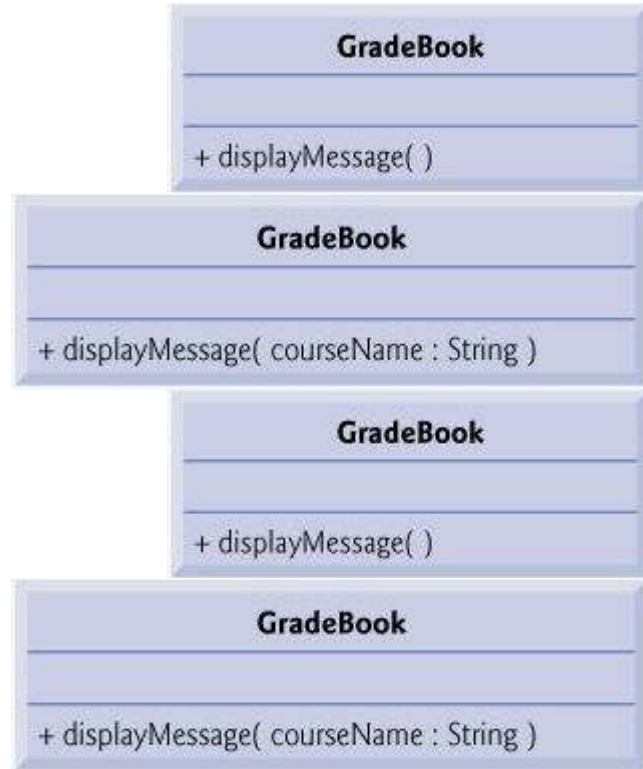 GradeBook
+ displayMessage( )
GradeBook
+ displayMessage( courseName : String )
GradeBook
+ displayMessage( )
GradeBook
+ displayMessage( courseName : String )